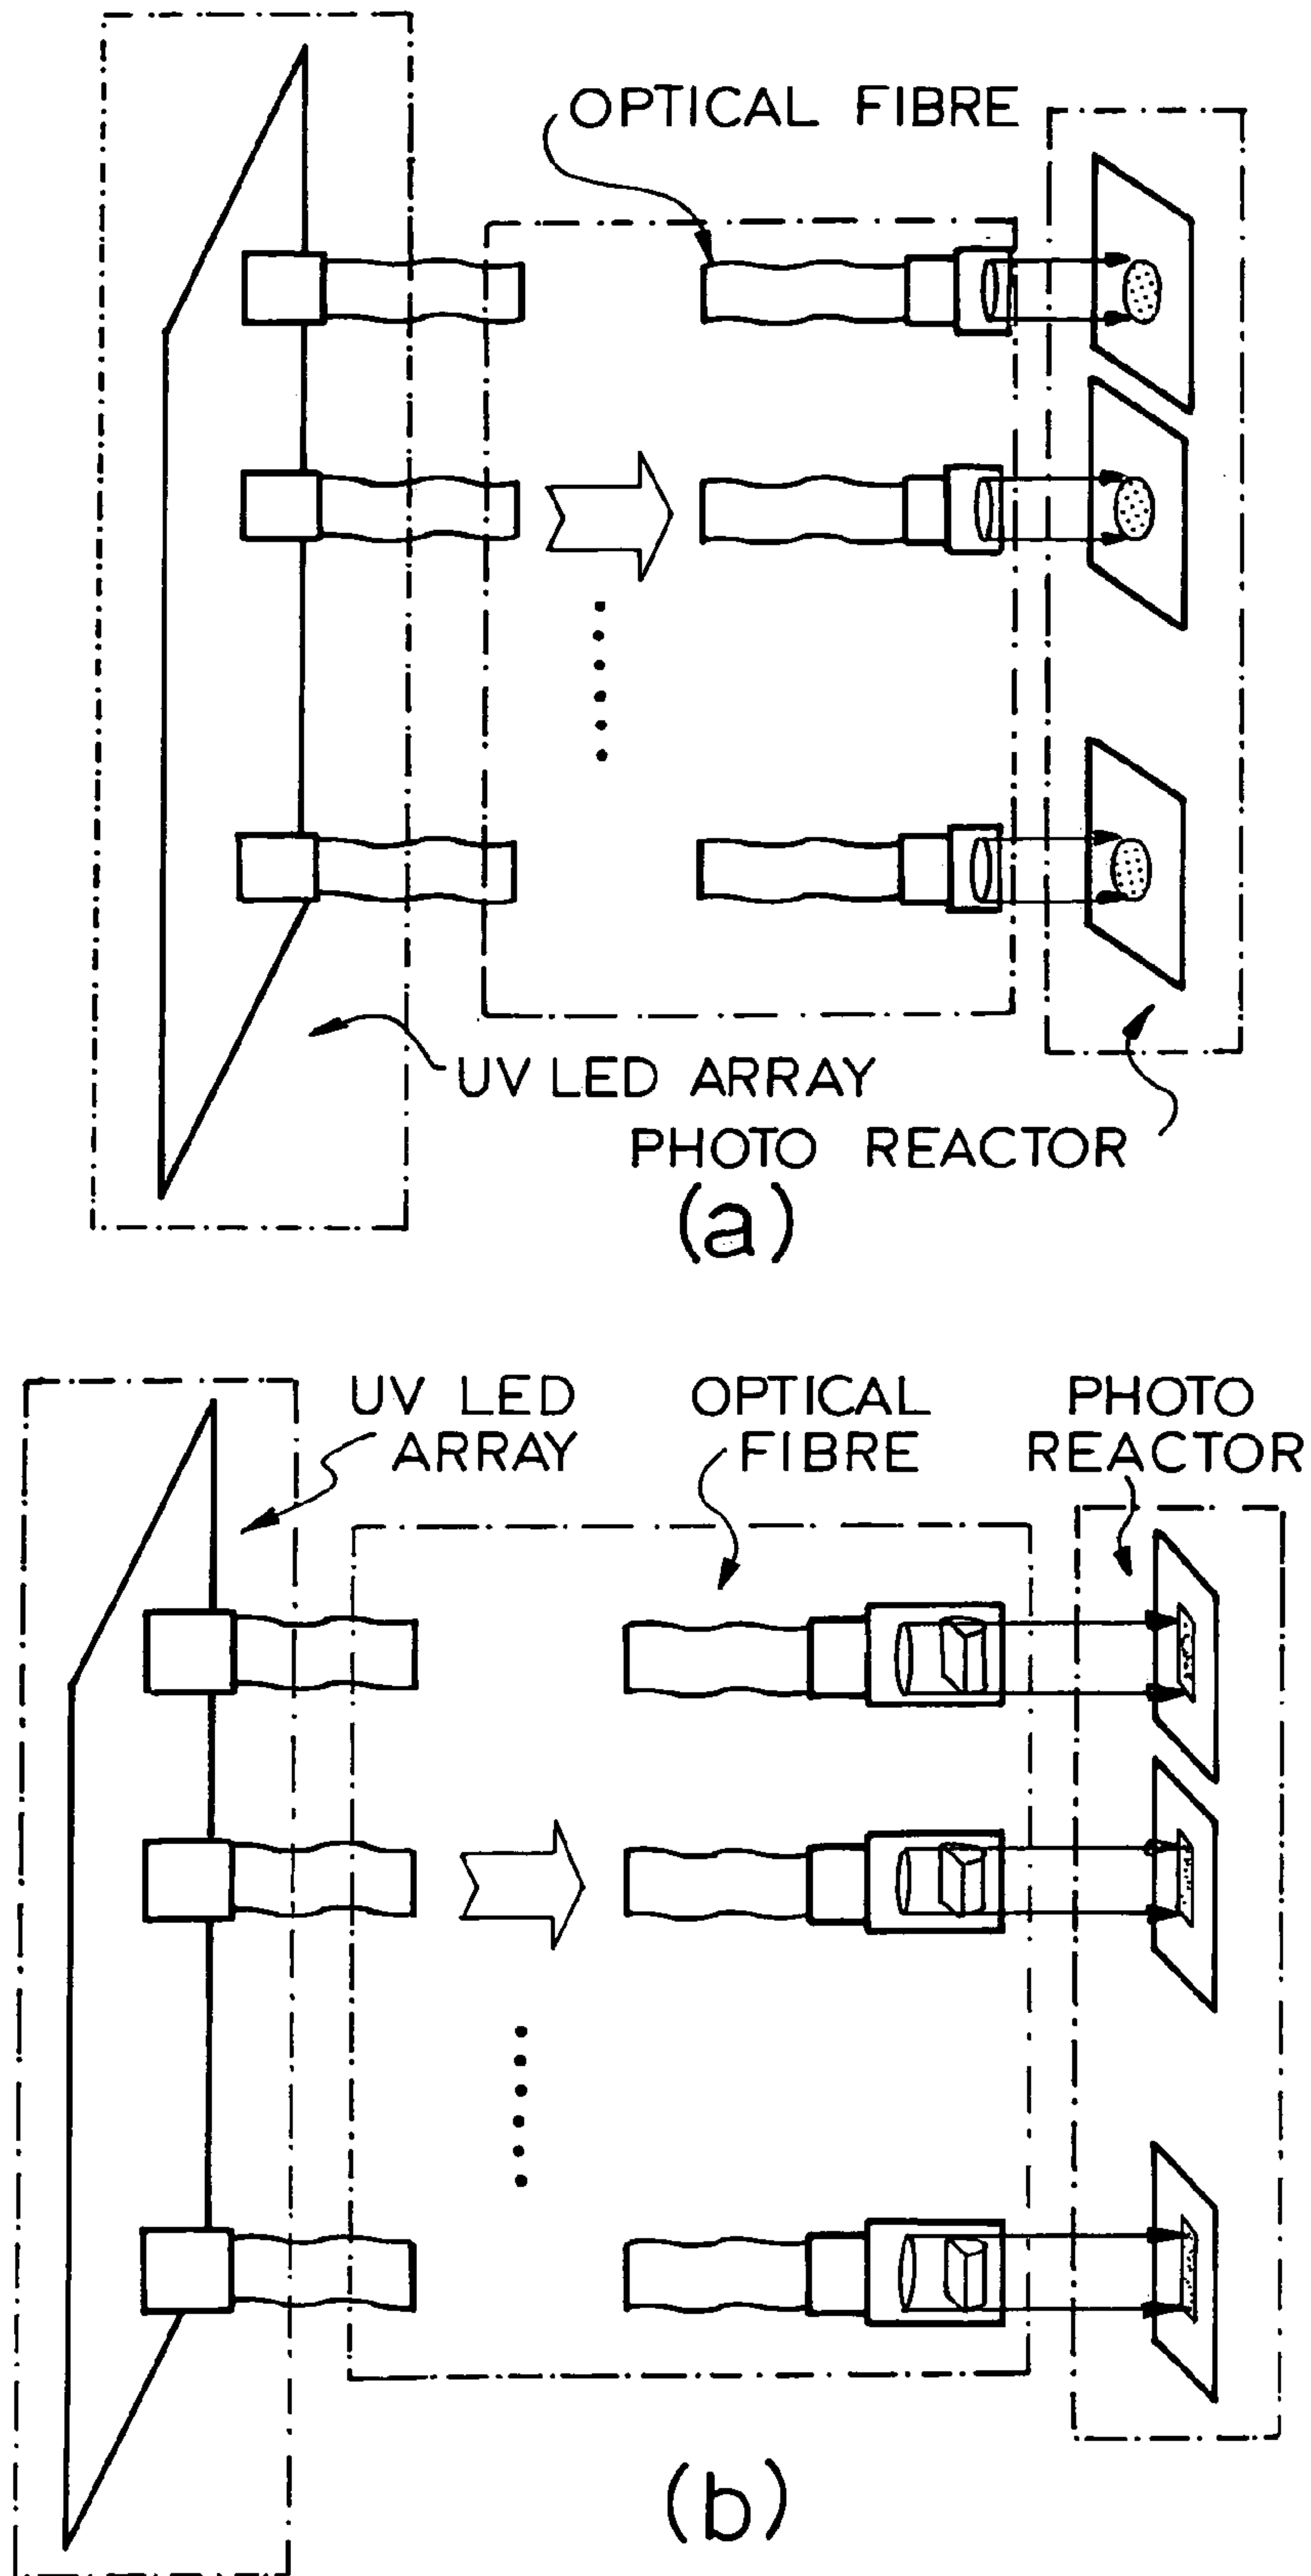 OPTICAL FIBRE
UV LED ARRAY
PHOTO REACTOR
(a)
UV LED
ARRAY
OPTICAL
FIBRE
PHOTO
REACTOR
(b)